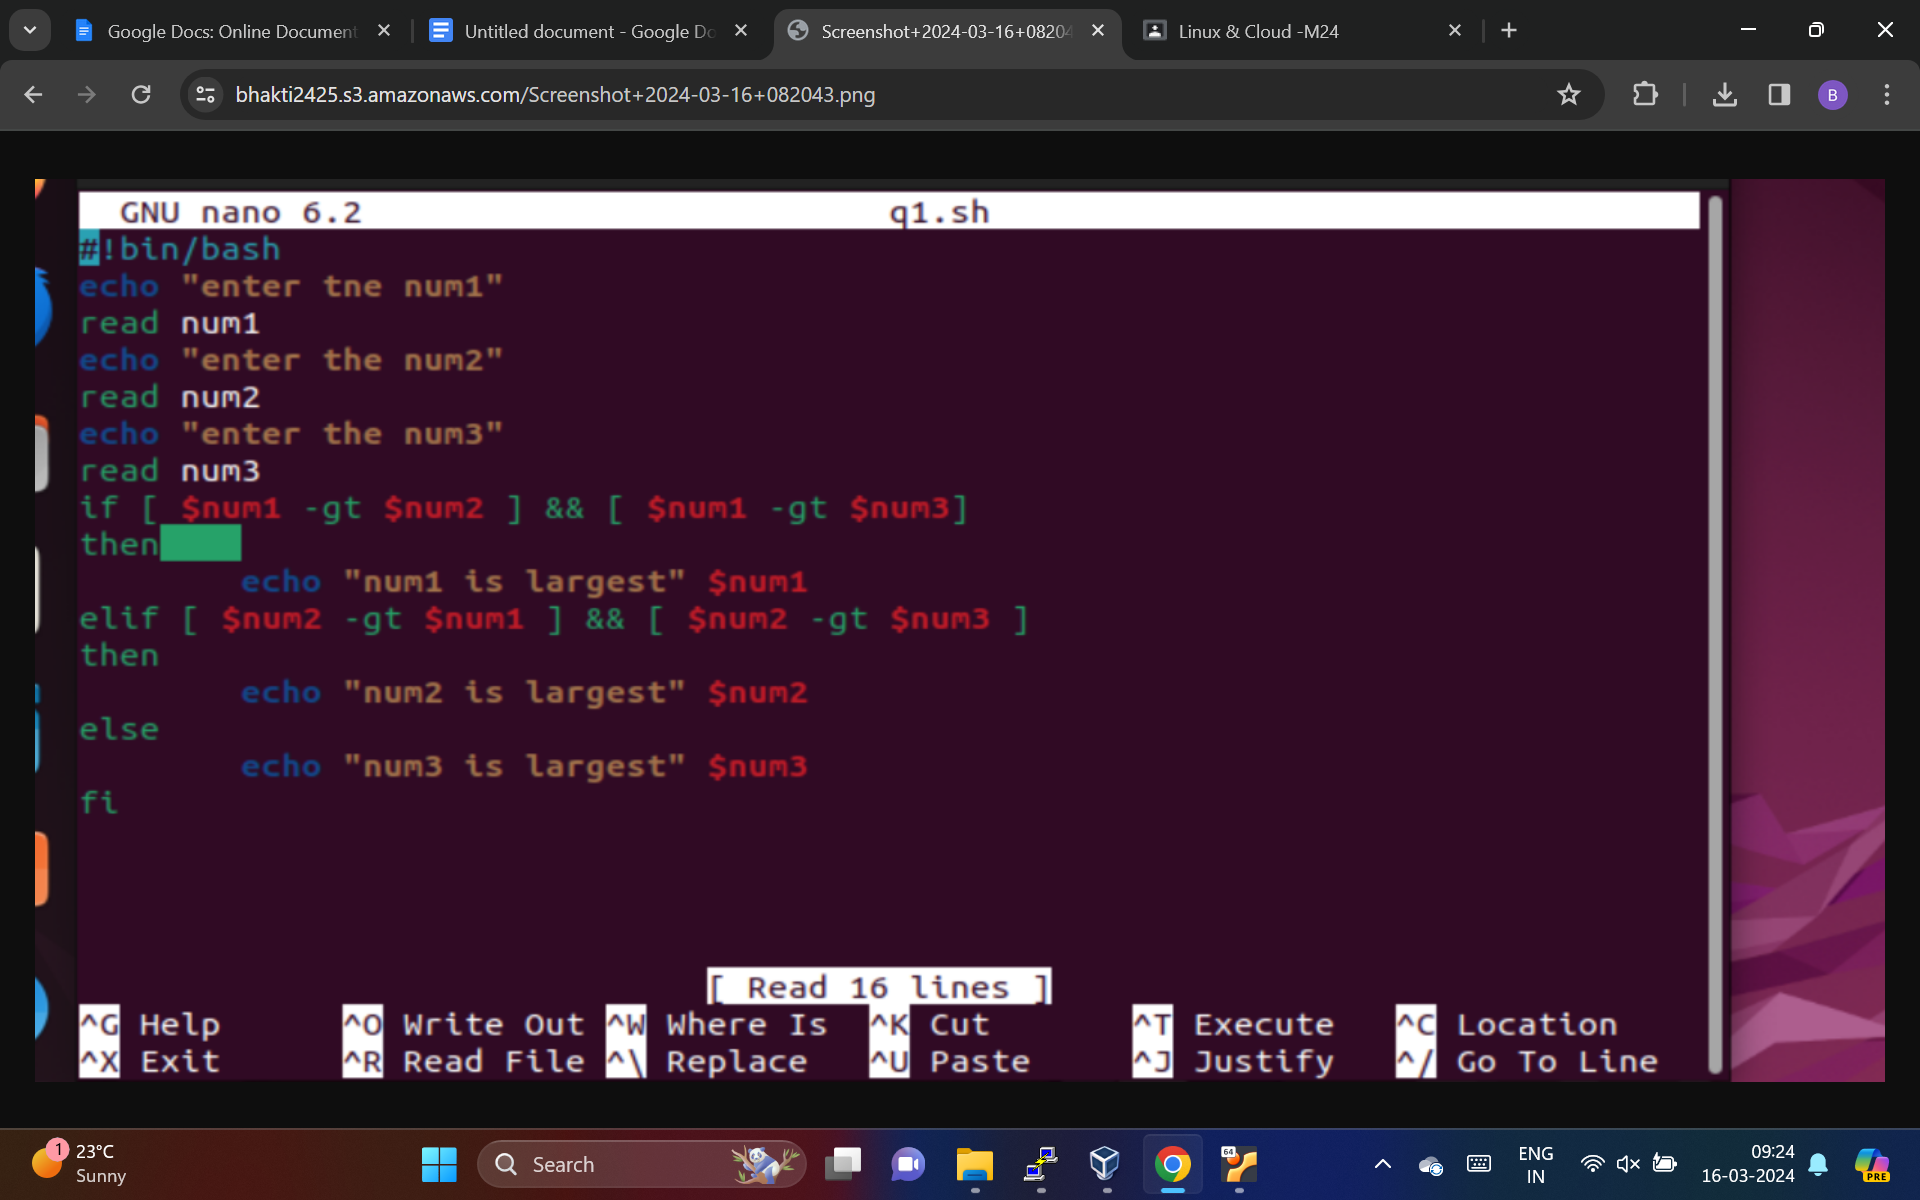 Google Docs: Online Document
Untitled document - Google Do
Screenshot+2024-03-16+0820
Linux & Cloud -M24
bhakti2425.s3.amazonaws.com/Screenshot+2024-03-16+082043.png
B
GNU nano 6.2 q1.sh
#!bin/bash
echo "enter tne num1"
read num1
echo "enter the num2"
read num2
echo "enter the num3"
read num3
if [ $num1 -gt $num2 ] && [ $num1 -gt $num3]
then
echo "num1 is largest" $num1
elif [ $num2 -gt $num1 ] && [ $num2 -gt $num3 ]
then
echo "num2 is largest" $num2
else
echo "num3 is largest" $num3
fi
[ Read 16 lines ]
^G Help ^O Write Out ^W Where Is ^K Cut ^T Execute ^C Location
^X Exit ^R Read File ^\ Replace ^U Paste ^J Justify ^/ Go To Line
1
23°C
Sunny
Search
64
ENG
IN
09:24
16-03-2024
PRE